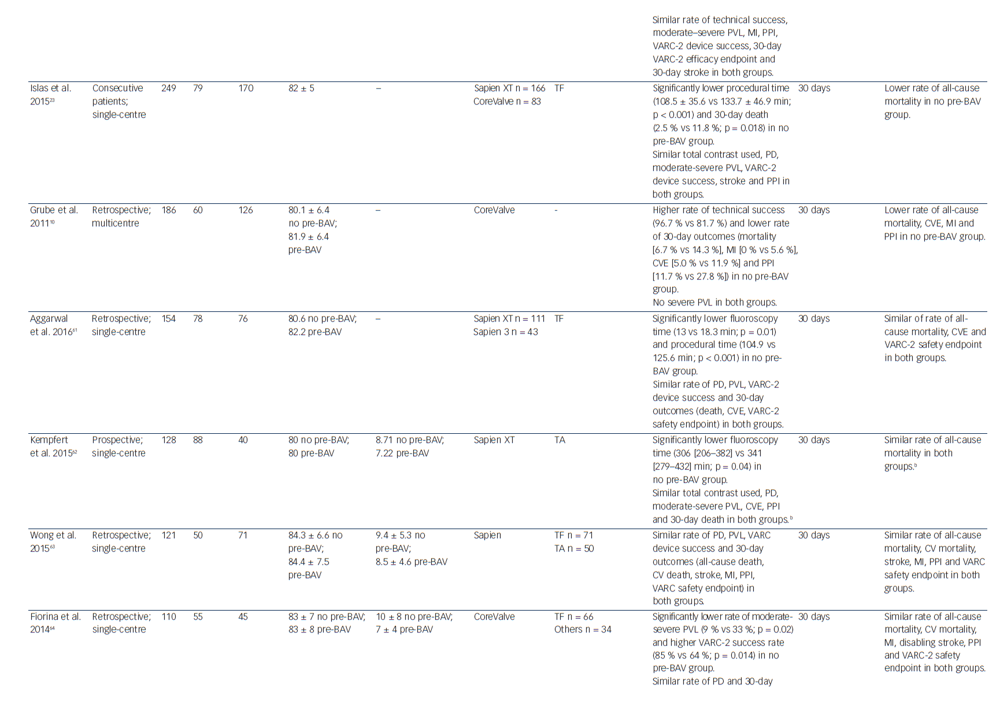 Similar rate of technical success,
moderate–severe PVL, MI, PPI,
VARC-2 device success, 30-day
VARC-2 efficacy endpoint and
30-day stroke in both groups.
Islas et al. Consecutive 249 79 170 82 ± 5 – Sapien XT n = 166 TF Significantly lower procedural time 30 days Lower rate of all-cause
2015²³ patients; CoreValve n = 83 (108.5 ± 35.6 vs 133.7 ± 46.9 min; mortality in no pre-BAV
single-centre p < 0.001) and 30-day death group.
(2.5 % vs 11.8 %; p = 0.018) in no
pre-BAV group.
Similar total contrast used, PD,
moderate-severe PVL, VARC-2
device success, stroke and PPI in
both groups.
Grube et al. Retrospective; 186 60 126 80.1 ± 6.4 – CoreValve - Higher rate of technical success 30 days Lower rate of all-cause
2011¹⁰ multicentre no pre-BAV; (96.7 % vs 81.7 %) and lower rate mortality, CVE, MI and
81.9 ± 6.4 of 30-day outcomes (mortality PPI in no pre-BAV group.
pre-BAV [6.7 % vs 14.3 %], MI [0 % vs 5.6 %],
CVE [5.0 % vs 11.9 %] and PPI
[11.7 % vs 27.8 %]) in no pre-BAV
group.
No severe PVL in both groups.
Aggarwal Retrospective; 154 78 76 80.6 no pre-BAV; – Sapien XT n = 111 TF Significantly lower fluoroscopy 30 days Similar of rate of all-
et al. 2016⁶¹ single-centre 82.2 pre-BAV Sapien 3 n = 43 time (13 vs 18.3 min; p = 0.01) cause mortality, CVE and
and procedural time (104.9 vs VARC-2 safety endpoint
125.6 min; p < 0.001) in no pre- in both groups.
BAV group.
Similar rate of PD, PVL, VARC-2
device success and 30-day
outcomes (death, CVE, VARC-2
safety endpoint) in both groups.
Kempfert Prospective; 128 88 40 80 no pre-BAV; 8.71 no pre-BAV; Sapien XT TA Significantly lower fluoroscopy 30 days Similar rate of all-cause
et al. 2015⁶² single-centre 80 pre-BAV 7.22 pre-BAV time (306 [206–382] vs 341 mortality in both
[279–432] min; p = 0.04) in groups.ᵇ
no pre-BAV group.
Similar total contrast used, PD,
moderate-severe PVL, CVE, PPI
and 30-day death in both groups.ᵇ
Wong et al. Retrospective; 121 50 71 84.3 ± 6.6 no 9.4 ± 5.3 no Sapien TF n = 71 Similar rate of PD, PVL, VARC 30 days Similar rate of all-cause
2015⁶³ single-centre pre-BAV; pre-BAV; TA n = 50 device success and 30-day mortality, CV mortality,
84.4 ± 7.5 8.5 ± 4.6 pre-BAV outcomes (all-cause death, stroke, MI, PPI and VARC
pre-BAV CV death, stroke, MI, PPI, safety endpoint in both
VARC safety endpoint) in groups.
both groups.
Fiorina et al. Retrospective; 110 55 45 83 ± 7 no pre-BAV; 10 ± 8 no pre-BAV; CoreValve TF n = 66 Significantly lower rate of moderate- 30 days Similar rate of all-cause
2014⁶⁴ single-centre 83 ± 8 pre-BAV 7 ± 4 pre-BAV Others n = 34 severe PVL (9 % vs 33 %; p = 0.02) mortality, CV mortality,
and higher VARC-2 success rate MI, disabling stroke, PPI
(85 % vs 64 %; p = 0.014) in no and VARC-2 safety
pre-BAV group. endpoint in both groups.
Similar rate of PD and 30-day